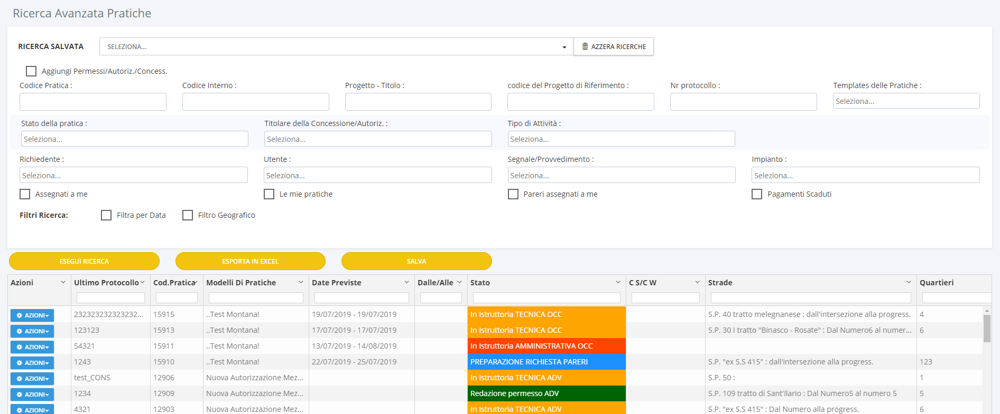 Ricerca Avanzata Pratiche
RICERCA SALVATA SELEZIONA... AZZERA RICERCHE
Aggiungi Permessi/Autoriz./Concess.
Codice Pratica : Codice Interno : Progetto - Titolo : codice del Progetto di Riferimento : Nr protocollo : Templates delle Pratiche :
Seleziona...
Stato della pratica : Titolare della Concessione/Autoriz. : Tipo di Attività :
Seleziona... Seleziona... Seleziona...
Richiedente : Utente : Segnale/Provvedimento : Impianto :
Seleziona... Seleziona... Seleziona... Seleziona...
Assegnati a me Le mie pratiche Pareri assegnati a me Pagamenti Scaduti
Filtri Ricerca: Filtra per Data Filtro Geografico
ESEGUI RICERCA ESPORTA IN EXCEL SALVA
Azioni Ultimo Protocollo Cod.Pratica Modelli Di Pratiche Date Previste Dalle/Alle Stato C S/C W Strade Quartieri
AZIONI 232323232323232... 15915 ..Test Montana! 19/07/2019 - 19/07/2019 In Istruttoria TECNICA OCC S.P. 40 tratto melegnanese : dall'intersezione alla progress. 4
AZIONI 123123 15913 ..Test Montana! 17/07/2019 - 17/07/2019 In Istruttoria TECNICA OCC S.P. 30 I tratto "Binasco - Rosate" : Dal Numero6 al numer... 6
AZIONI 54321 15911 ..Test Montana! 13/07/2019 - 14/08/2019 In Istruttoria AMMINISTRATIVA OCC
AZIONI 1243 15910 ..Test Montana! 22/07/2019 - 25/07/2019 PREPARAZIONE RICHIESTA PARERI S.P. "ex S.S 415" : dall'intersezione alla progress. 123
AZIONI test_CONS 12906 Nuova Autorizzazione Mez... In Istruttoria TECNICA ADV S.P. 50 : 1
AZIONI 1234 12909 Nuova Autorizzazione Mez... Redazione permesso ADV S.P. 109 tratto di Sant'Ilario : Dal Numero5 al numero 5 5
AZIONI 4321 12903 Nuova Autorizzazione Mez... In Istruttoria TECNICA ADV S.P. "ex S.S 415" : Dal Numero alla progress. 6